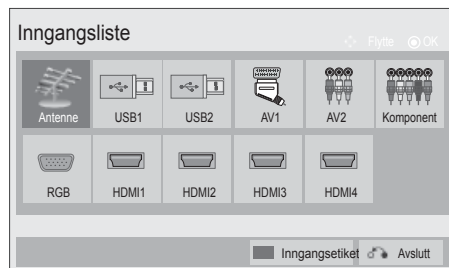 Inngangsliste
Flytte OK
Antenne USB1 USB2 AV1 AV2 Komponent
RGB HDMI1 HDMI2 HDMI3 HDMI4
Inngangsetiket Avslutt